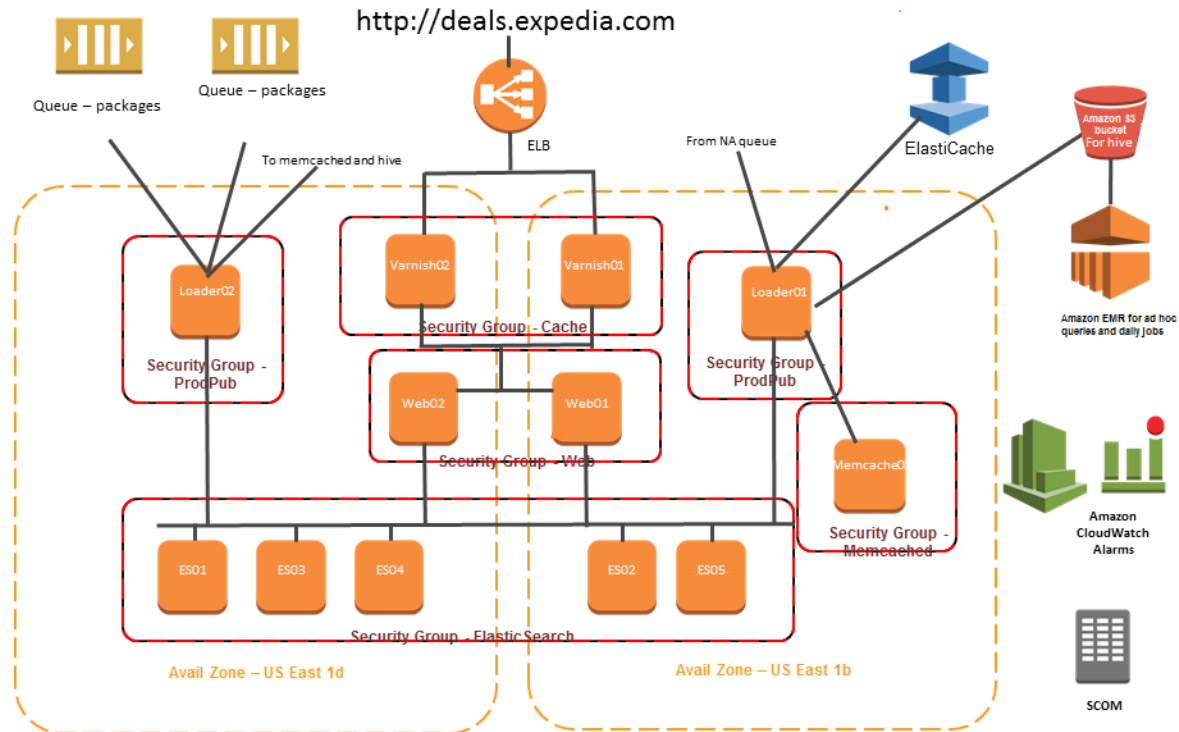 http://deals.expedia.com
Queue – packages
Queue – packages
ELB
To memcached and hive
From NA queue
ElastiCache
Amazon S3
bucket
For hive
Amazon EMR for ad hoc
queries and daily jobs
Loader02
Security Group -
ProdPub
Varnish02
Varnish01
Security Group - Cache
Loader01
Security Group -
ProdPub
Web02
Web01
Security Group - Web
Memcache0
Security Group -
Memcached
ES01
ES03
ES04
ES02
ES05
Security Group - ElasticSearch
Avail Zone – US East 1d
Avail Zone – US East 1b
Amazon
CloudWatch
Alarms
SCOM